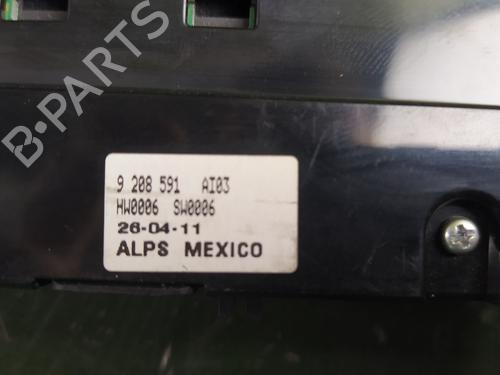 B-PARTS
9 208 591 AI03
HW0006 SW0006
26-04-11
ALPS MEXICO